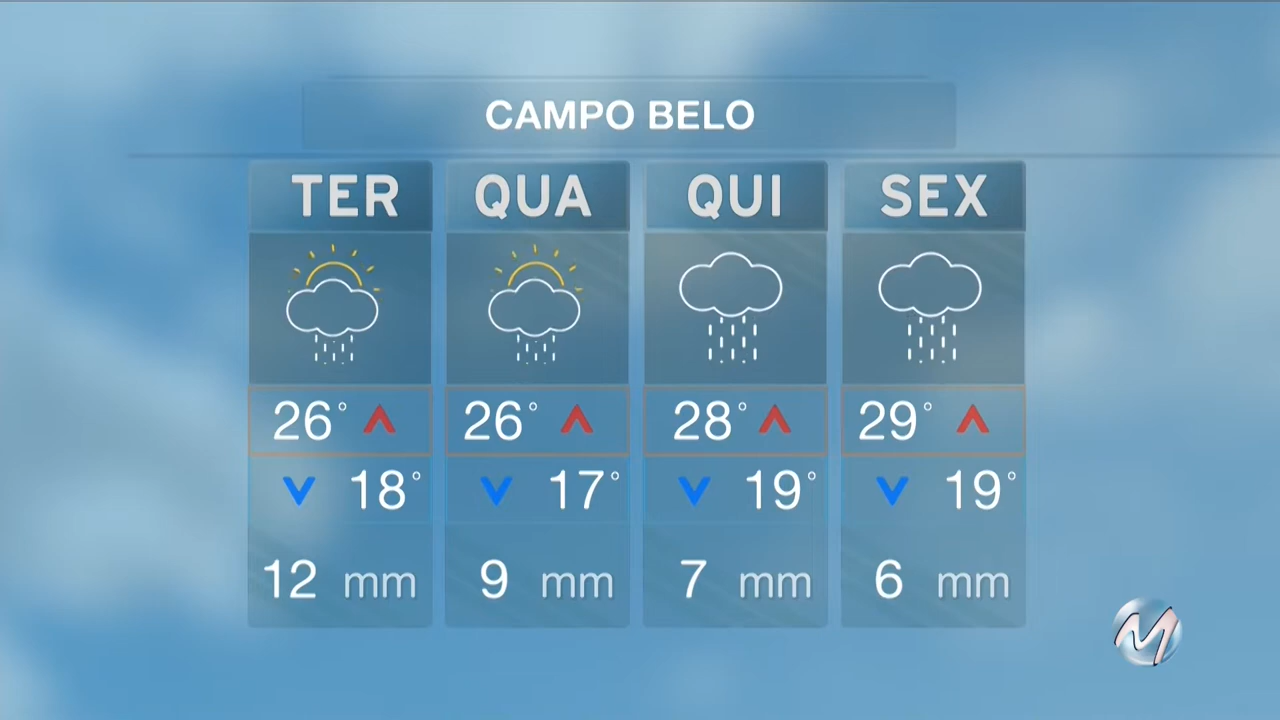 CAMPO BELO
TER QUA QUI SEX
26° 26° 28° 29°
18° 17° 19° 19°
12 mm 9 mm 7 mm 6 mm
M